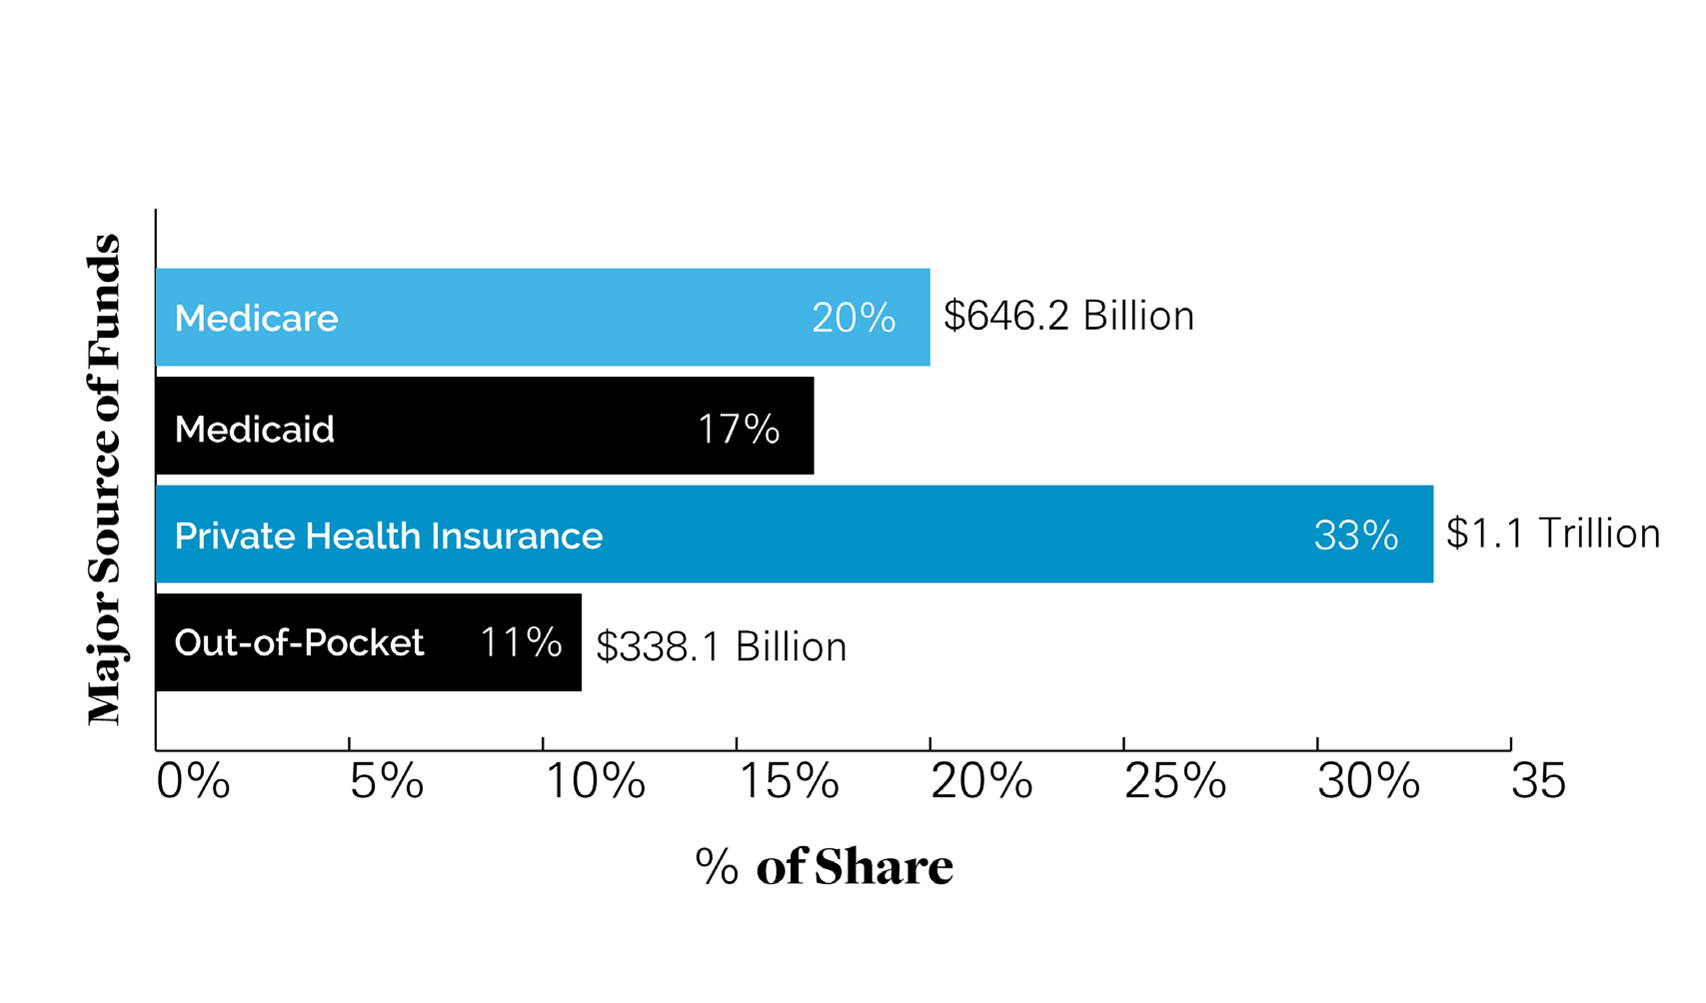 Major Source of Funds
Medicare 20% $646.2 Billion
Medicaid 17%
Private Health Insurance 33% $1.1 Trillion
Out-of-Pocket 11% $338.1 Billion
0% 5% 10% 15% 20% 25% 30% 35
% of Share